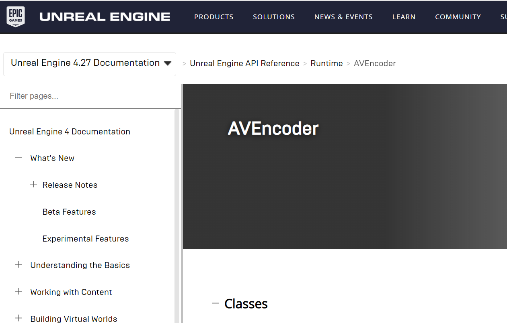 EPIC GAMES UNREAL ENGINE PRODUCTS SOLUTIONS NEWS & EVENTS LEARN COMMUNITY
Unreal Engine 4.27 Documentation > Unreal Engine API Reference > Runtime > AVEncoder
Filter pages...
AVEncoder
Unreal Engine 4 Documentation
What's New
Release Notes
Beta Features
Experimental Features
Understanding the Basics
Working with Content
Classes
Building Virtual Worlds